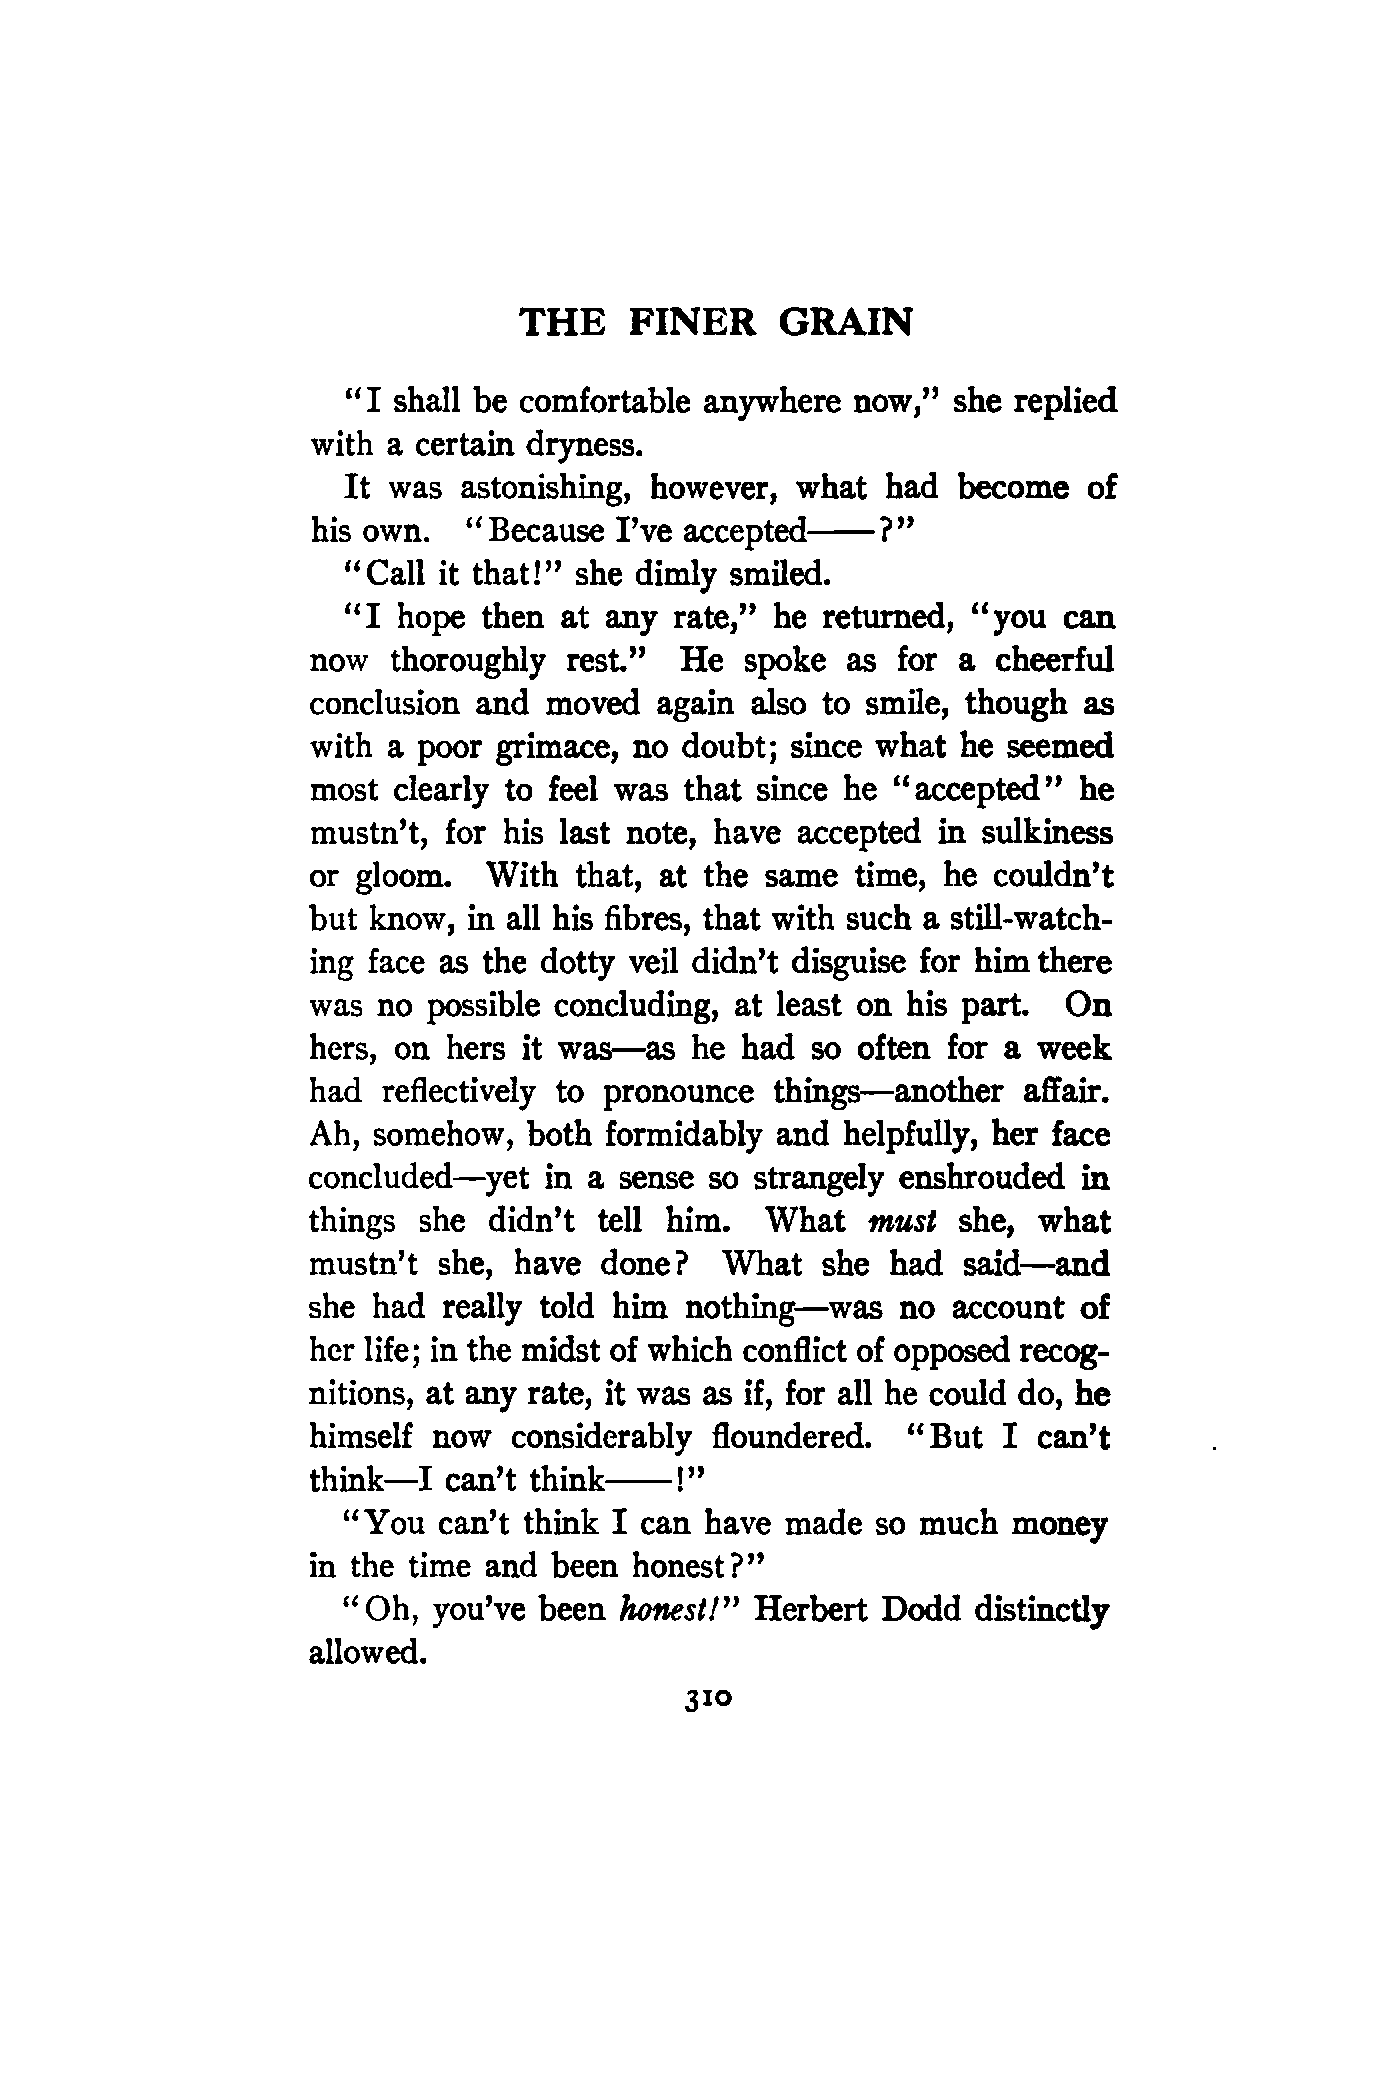 THE FINER GRAIN
"I shall be comfortable anywhere now," she replied
with a certain dryness.
It was astonishing, however, what had become of
his own. "Because I've accepted——?"
"Call it that!" she dimly smiled.
"I hope then at any rate," he returned, "you can
now thoroughly rest." He spoke as for a cheerful
conclusion and moved again also to smile, though as
with a poor grimace, no doubt; since what he seemed
most clearly to feel was that since he "accepted" he
mustn't, for his last note, have accepted in sulkiness
or gloom. With that, at the same time, he couldn't
but know, in all his fibres, that with such a still-watch-
ing face as the dotty veil didn't disguise for him there
was no possible concluding, at least on his part. On
hers, on hers it was—as he had so often for a week
had reflectively to pronounce things—another affair.
Ah, somehow, both formidably and helpfully, her face
concluded—yet in a sense so strangely enshrouded in
things she didn't tell him. What must she, what
mustn't she, have done? What she had said—and
she had really told him nothing—was no account of
her life; in the midst of which conflict of opposed recog-
nitions, at any rate, it was as if, for all he could do, he
himself now considerably floundered. "But I can't
think—I can't think——!"
"You can't think I can have made so much money
in the time and been honest?"
"Oh, you've been honest!" Herbert Dodd distinctly
allowed.
310